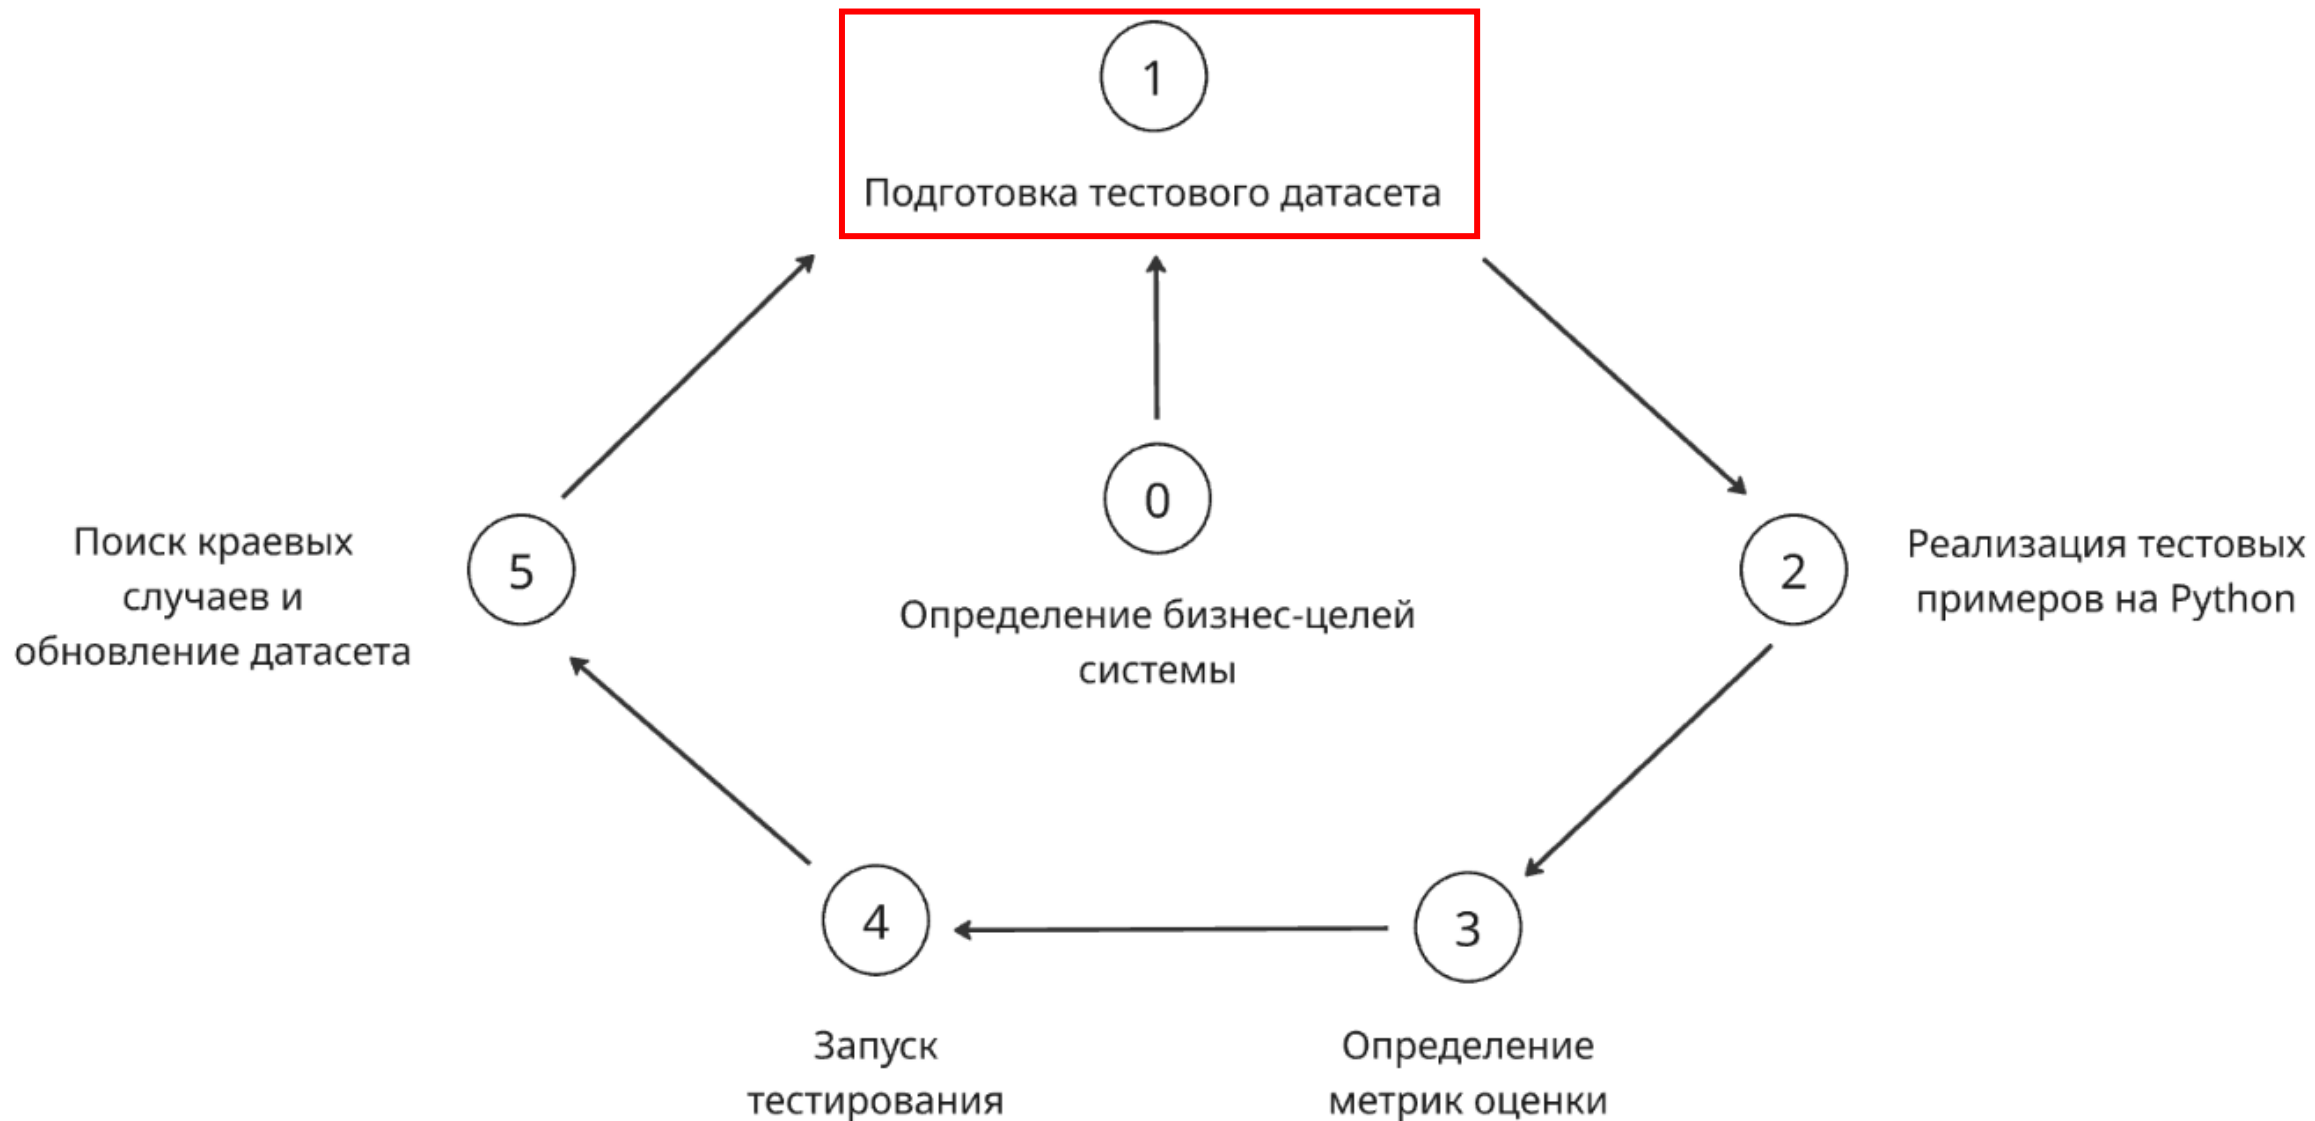 1
Подготовка тестового датасета
0
Определение бизнес-целей
системы
2
Реализация тестовых
примеров на Python
3
Определение
метрик оценки
4
Запуск
тестирования
5
Поиск краевых
случаев и
обновление датасета